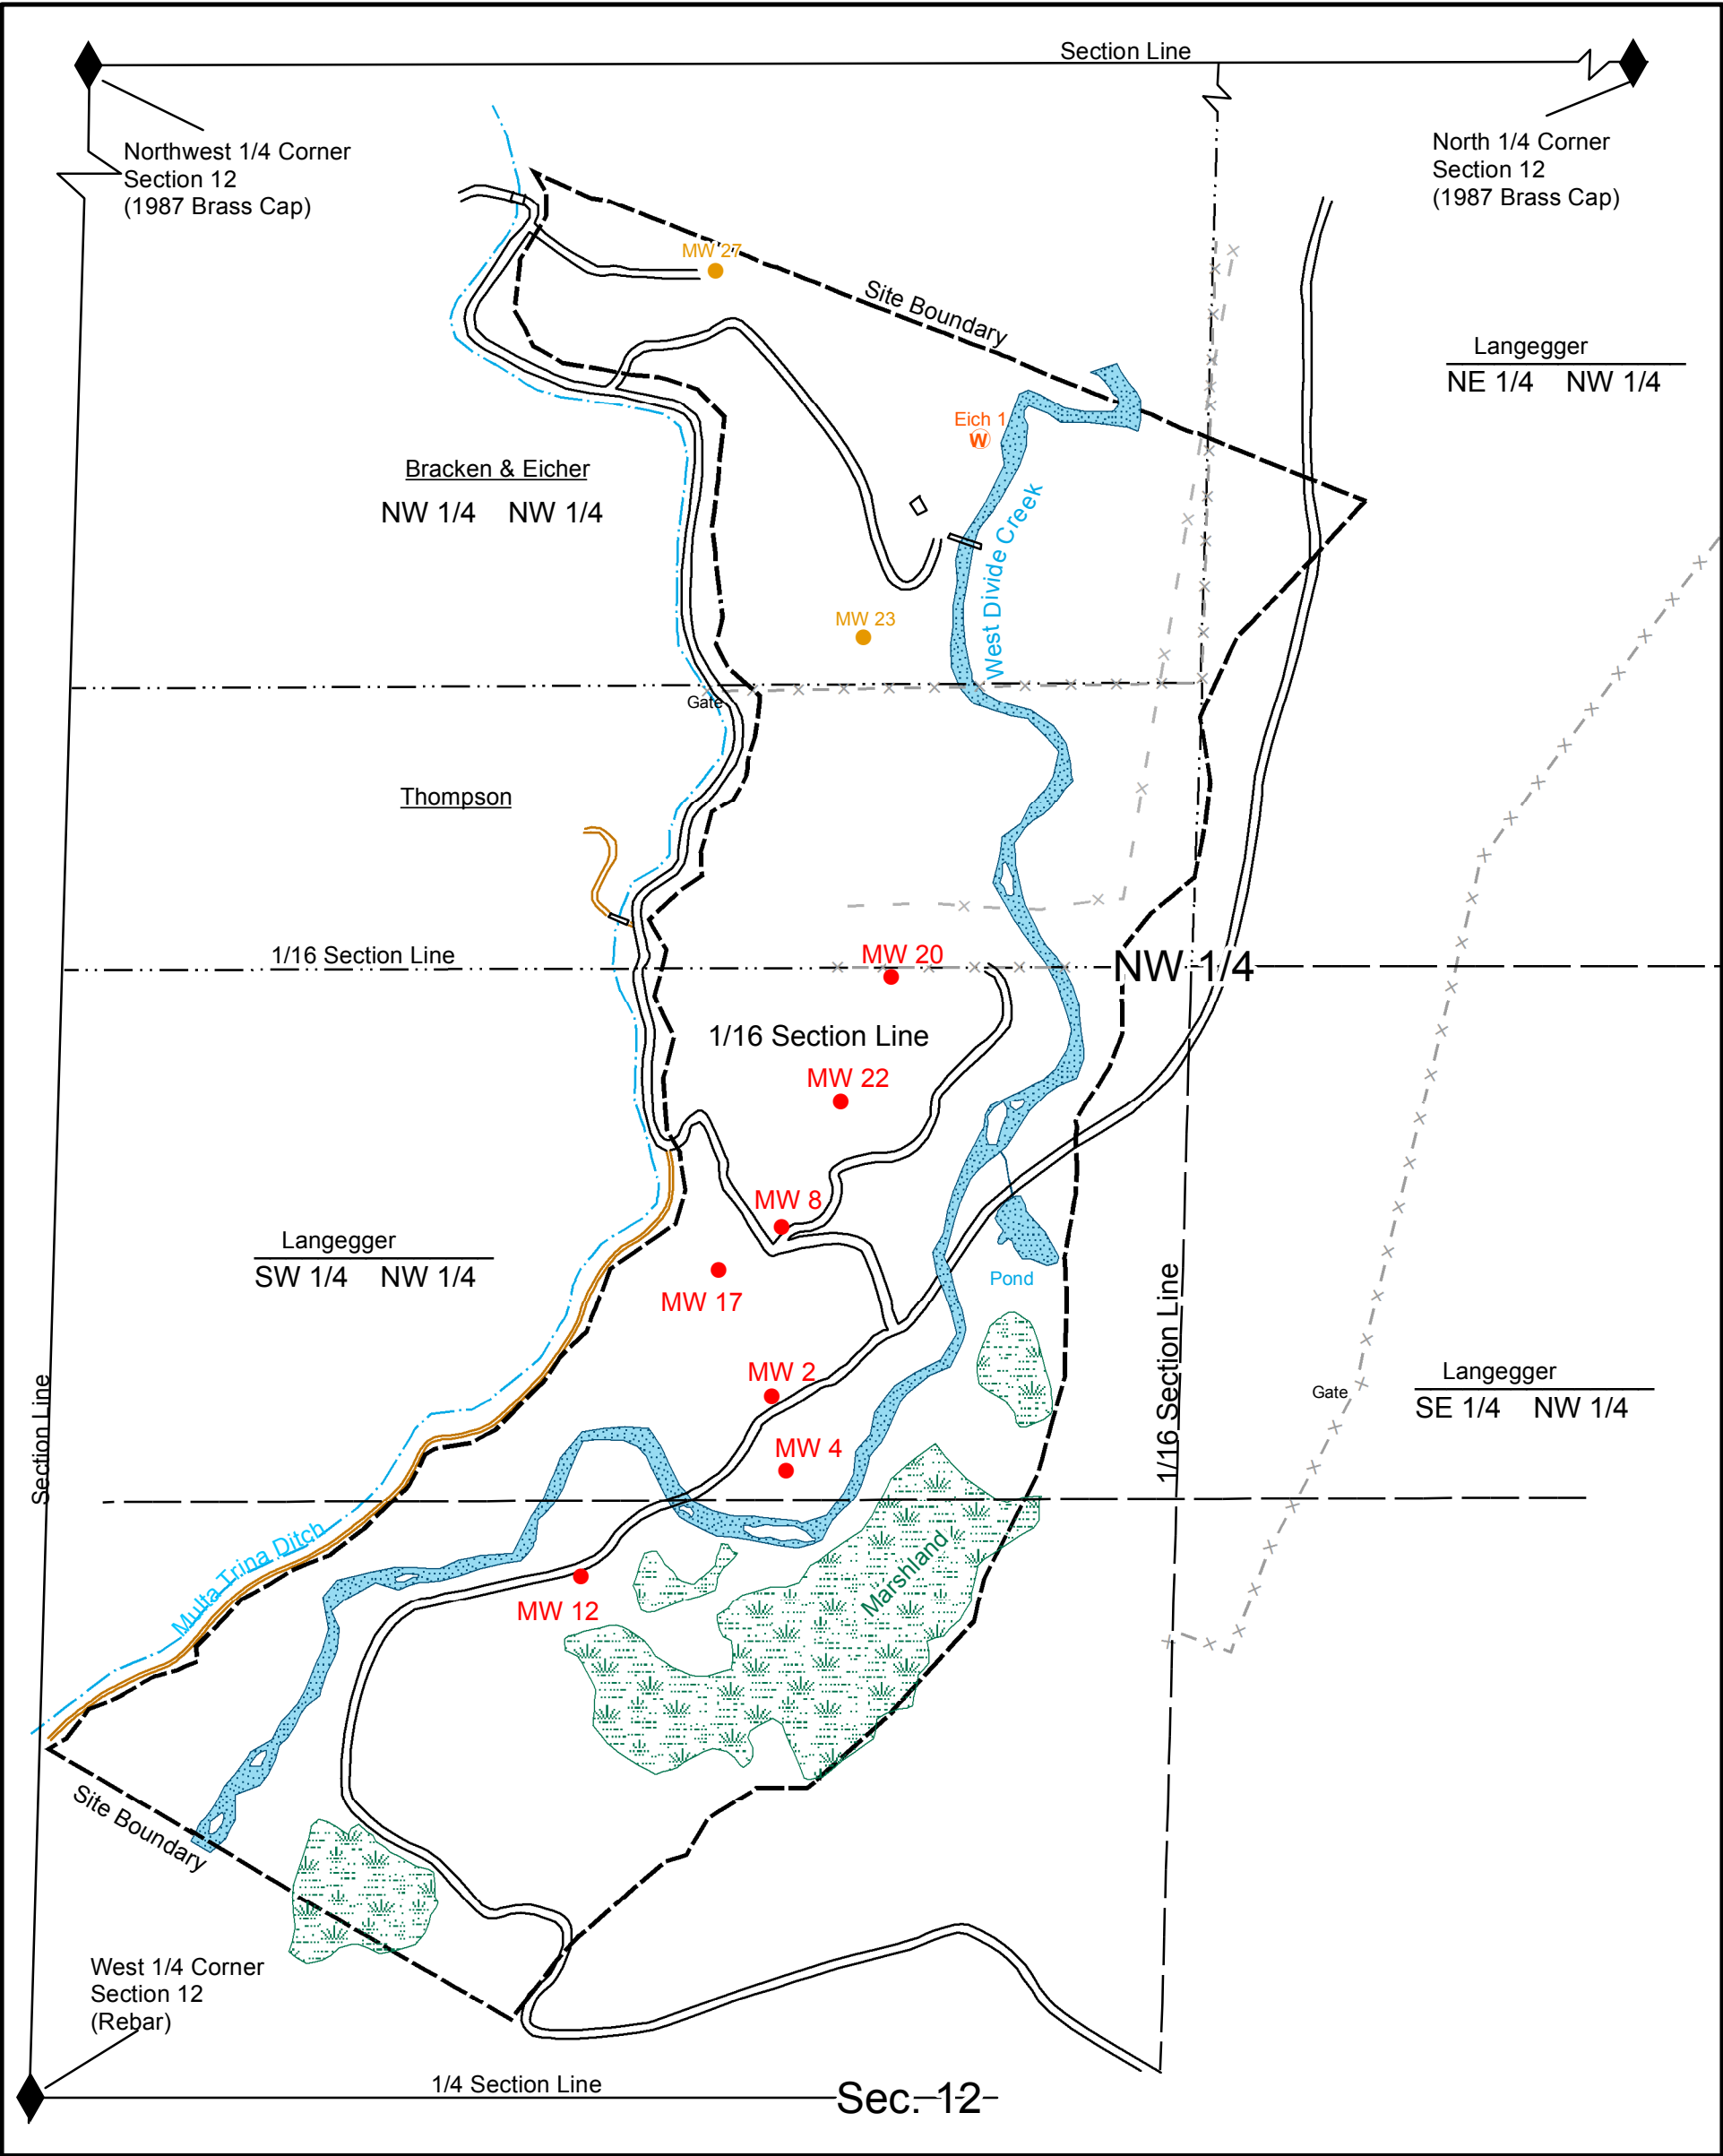 Section Line
Northwest 1/4 Corner
Section 12
(1987 Brass Cap)
North 1/4 Corner
Section 12
(1987 Brass Cap)
MW 27
Site Boundary
Langegger
NE 1/4 NW 1/4
Eich 1
W
Bracken & Eicher
NW 1/4 NW 1/4
West Divide Creek
MW 23
Gate
Thompson
1/16 Section Line
MW 20
NW 1/4
1/16 Section Line
MW 22
MW 8
Langegger
SW 1/4 NW 1/4
Pond
MW 17
1/16 Section Line
MW 2
Gate
Langegger
SE 1/4 NW 1/4
Section Line
MW 4
Multa Trina Ditch
Marshland
MW 12
Site Boundary
West 1/4 Corner
Section 12
(Rebar)
1/4 Section Line
Sec. 12